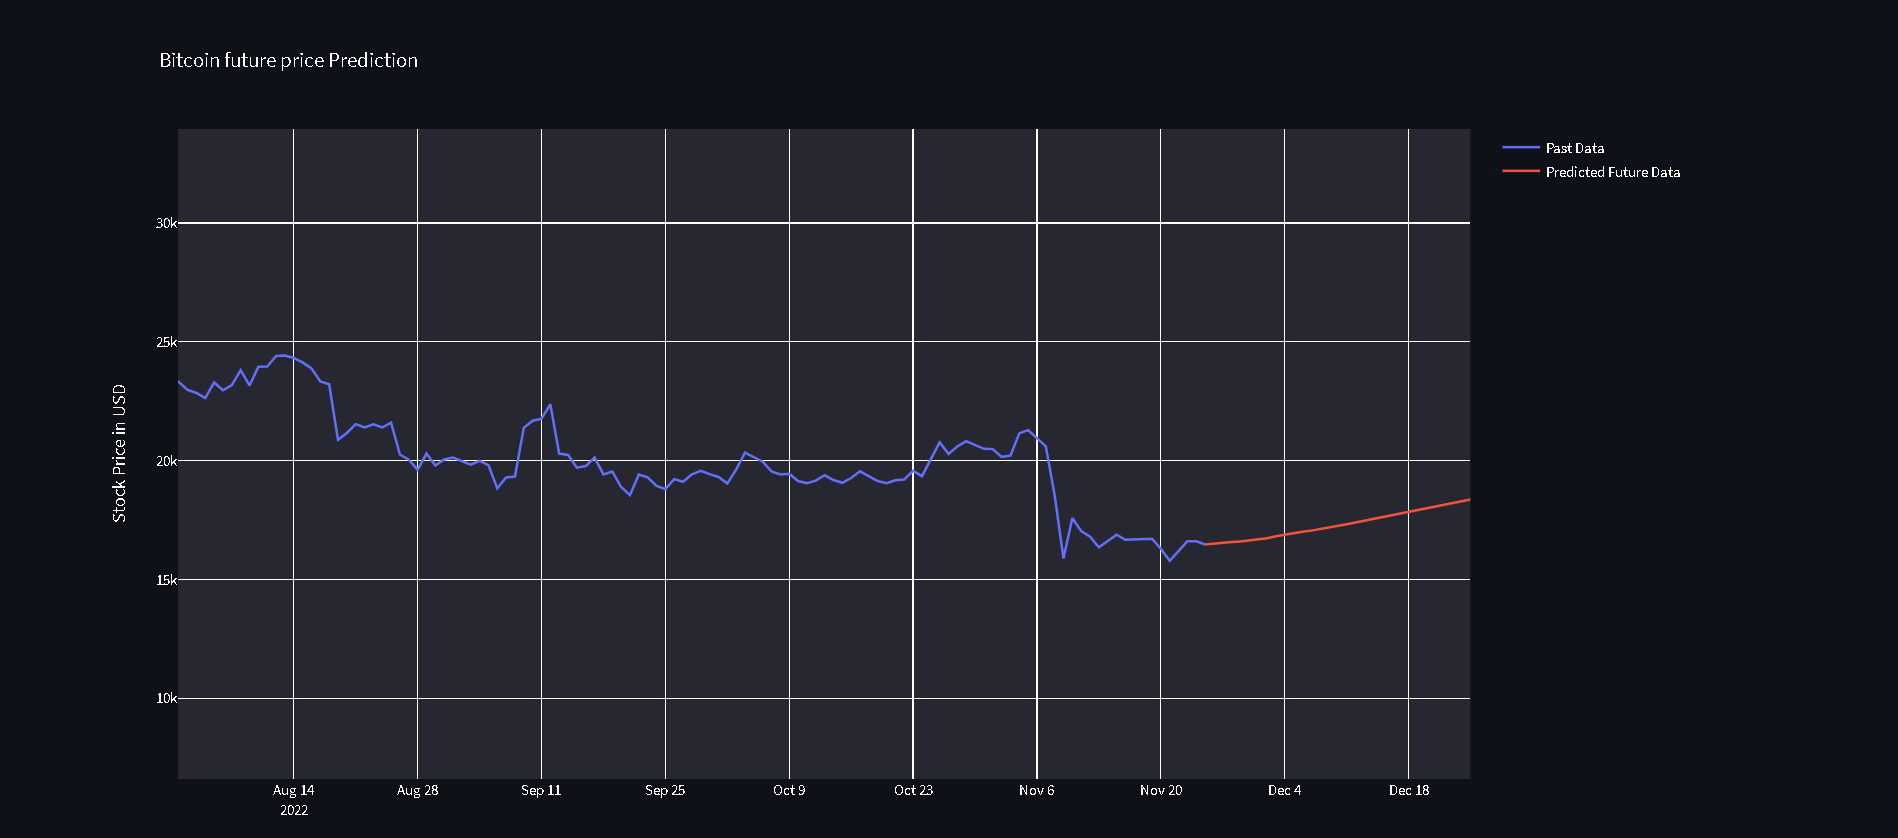 Bitcoin future price Prediction
Past Data
Predicted Future Data
Stock Price in USD
30k
25k
20k
15k
10k
Aug 14
2022
Aug 28
Sep 11
Sep 25
Oct 9
Oct 23
Nov 6
Nov 20
Dec 4
Dec 18